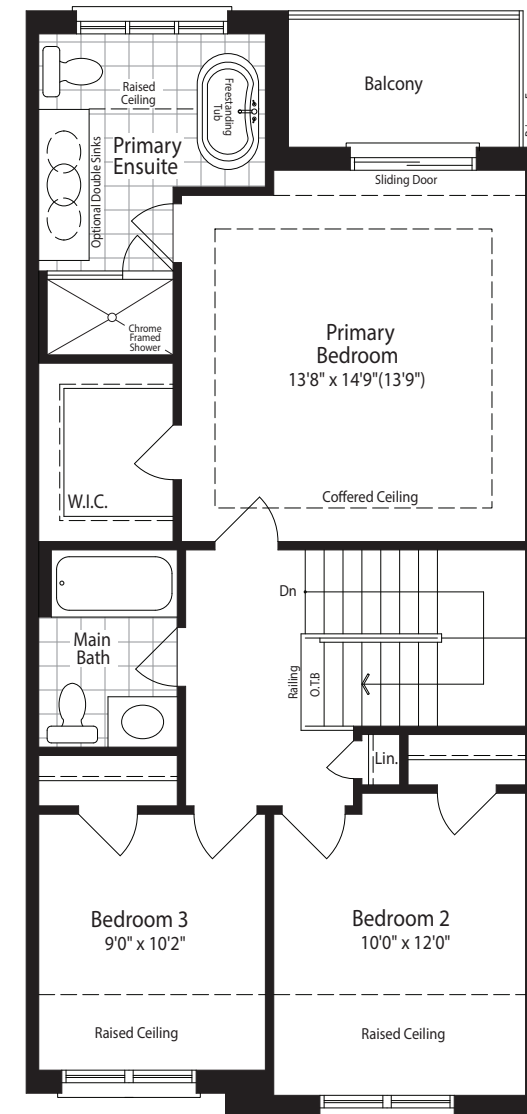 Balcony
Raised
Ceiling
Freestanding
Tub
Primary
Ensuite
Optional Double Sinks
Sliding Door
Chrome
Framed
Shower
Primary
Bedroom
13'8" x 14'9"(13'9")
Coffered Ceiling
W.I.C.
Dn
Main
Bath
Railing
O.T.B
Lin.
Bedroom 3
9'0" x 10'2"
Raised Ceiling
Bedroom 2
10'0" x 12'0"
Raised Ceiling